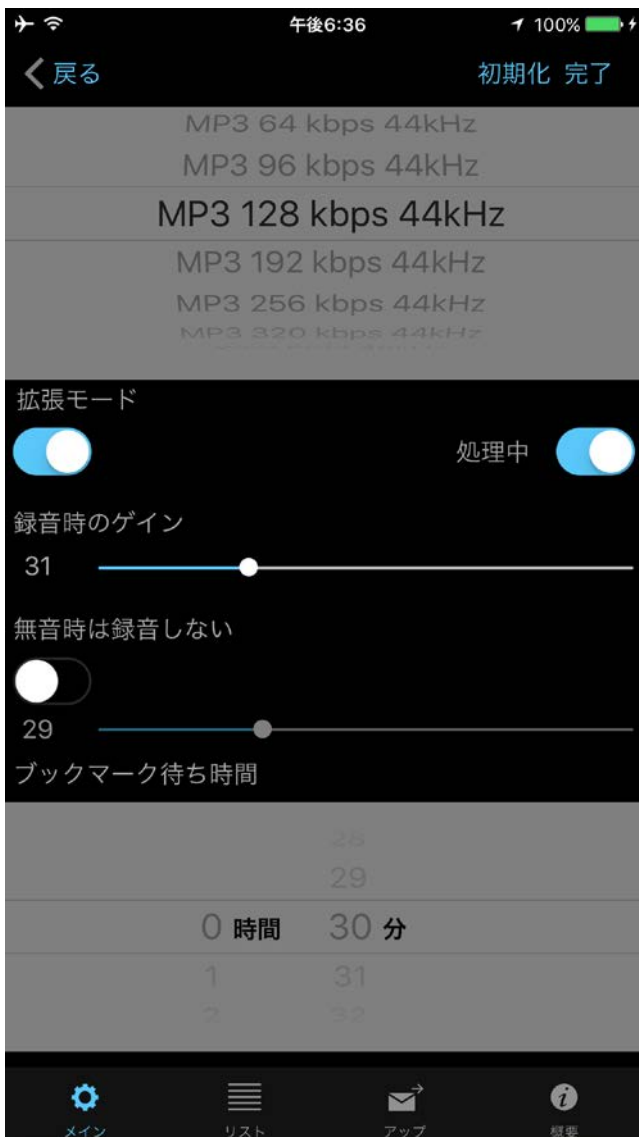 午後6:36
100%
戻る
初期化 完了
MP3 64 kbps 44kHz
MP3 96 kbps 44kHz
MP3 128 kbps 44kHz
MP3 192 kbps 44kHz
MP3 256 kbps 44kHz
MP3 320 kbps 44kHz
拡張モード
処理中
録音時のゲイン
31
無音時は録音しない
29
ブックマーク待ち時間
28
29
0 時間 30 分
1 31
2 32
メイン リスト アップ 概要